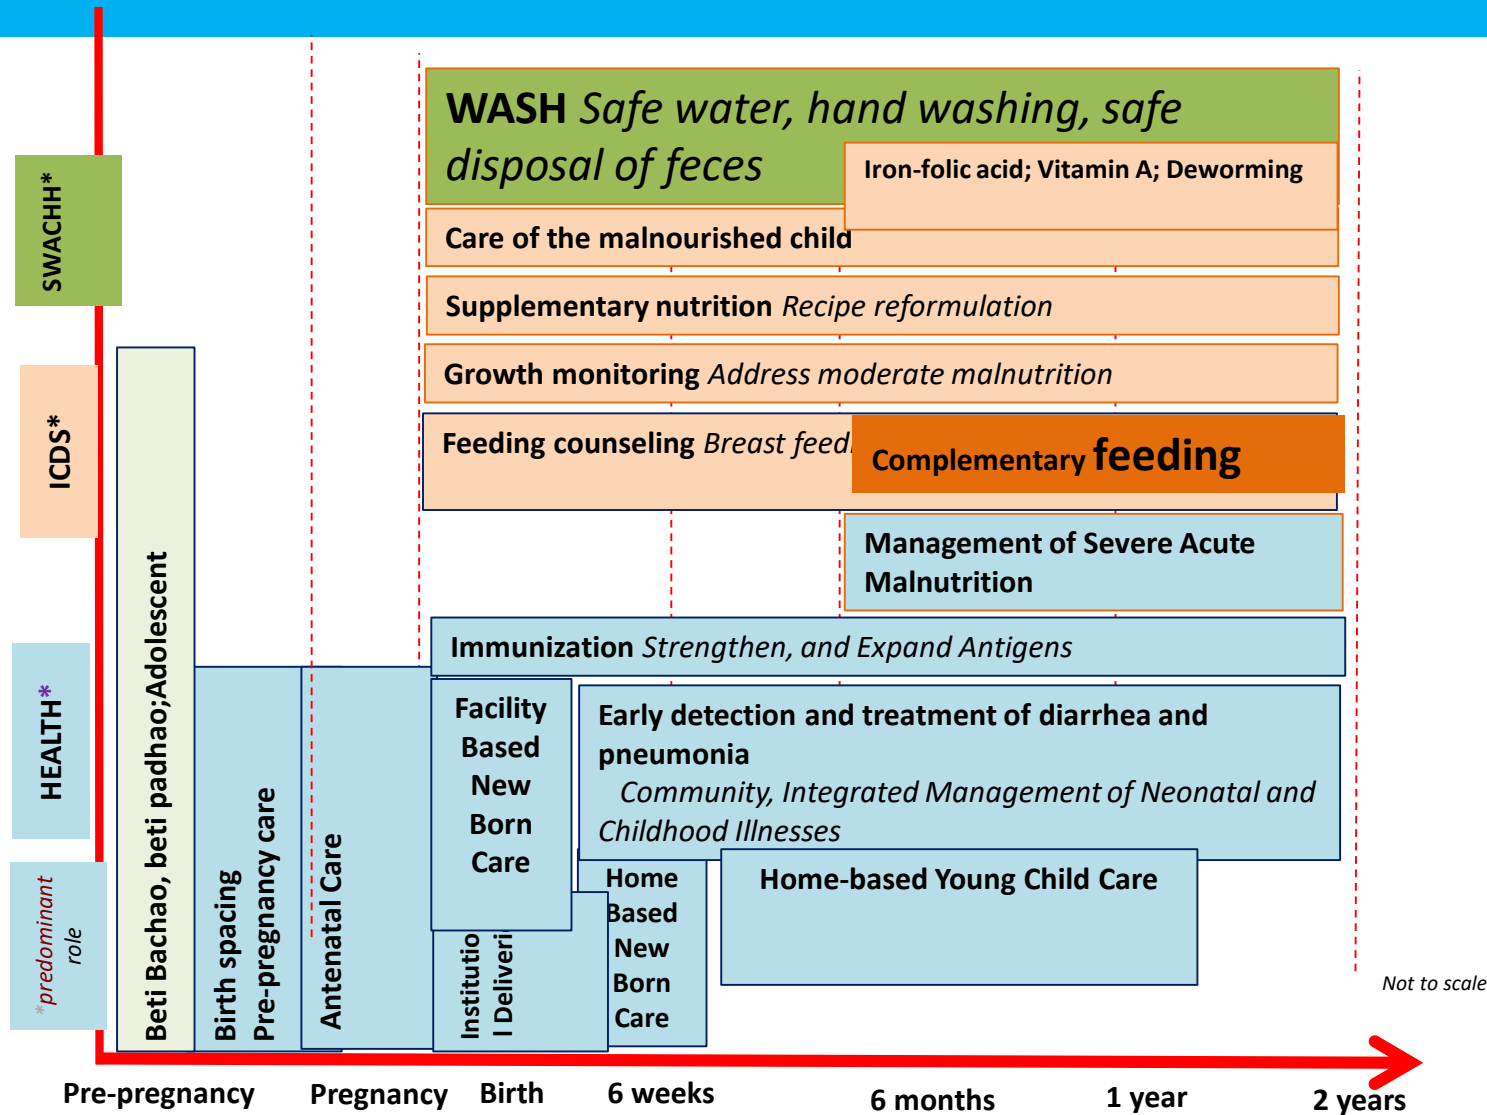 WASH Safe water, hand washing, safe
disposal of feces
Iron-folic acid; Vitamin A; Deworming
Care of the malnourished child
Supplementary nutrition Recipe reformulation
Growth monitoring Address moderate malnutrition
Feeding counseling Breast feedi
Complementary feeding
Management of Severe Acute
Malnutrition
Immunization Strengthen, and Expand Antigens
Facility
Based
New
Born
Care
Early detection and treatment of diarrhea and
pneumonia
Community, Integrated Management of Neonatal and
Childhood Illnesses
Home
Based
New
Born
Care
Home-based Young Child Care
SWACHH*
ICDS*
HEALTH*
*predominant
role
Beti Bachao, beti padhao;Adolescent
Birth spacing
Pre-pregnancy care
Antenatal Care
Institutio
l Deliveri
Not to scale
Pre-pregnancy
Pregnancy
Birth
6 weeks
6 months
1 year
2 years